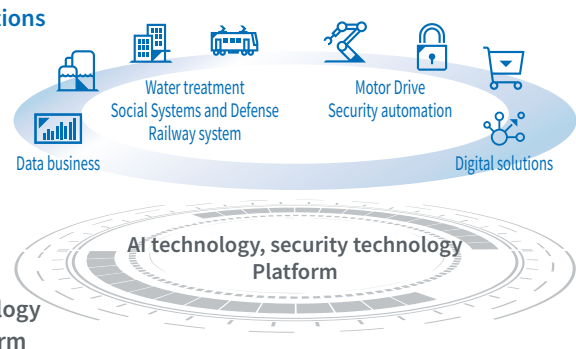 tions
Water treatment
Social Systems and Defense
Railway system
Motor Drive
Security automation
Data business
Digital solutions
AI technology, security technology
Platform
logy
rm